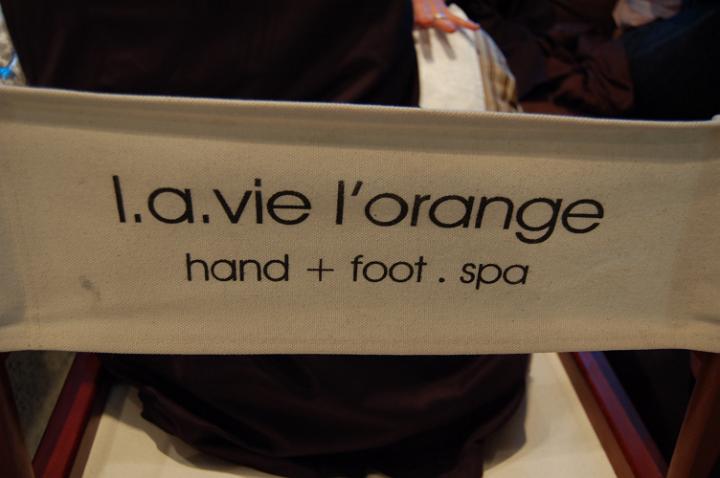 l.a.vie l'orange
hand + foot . spa